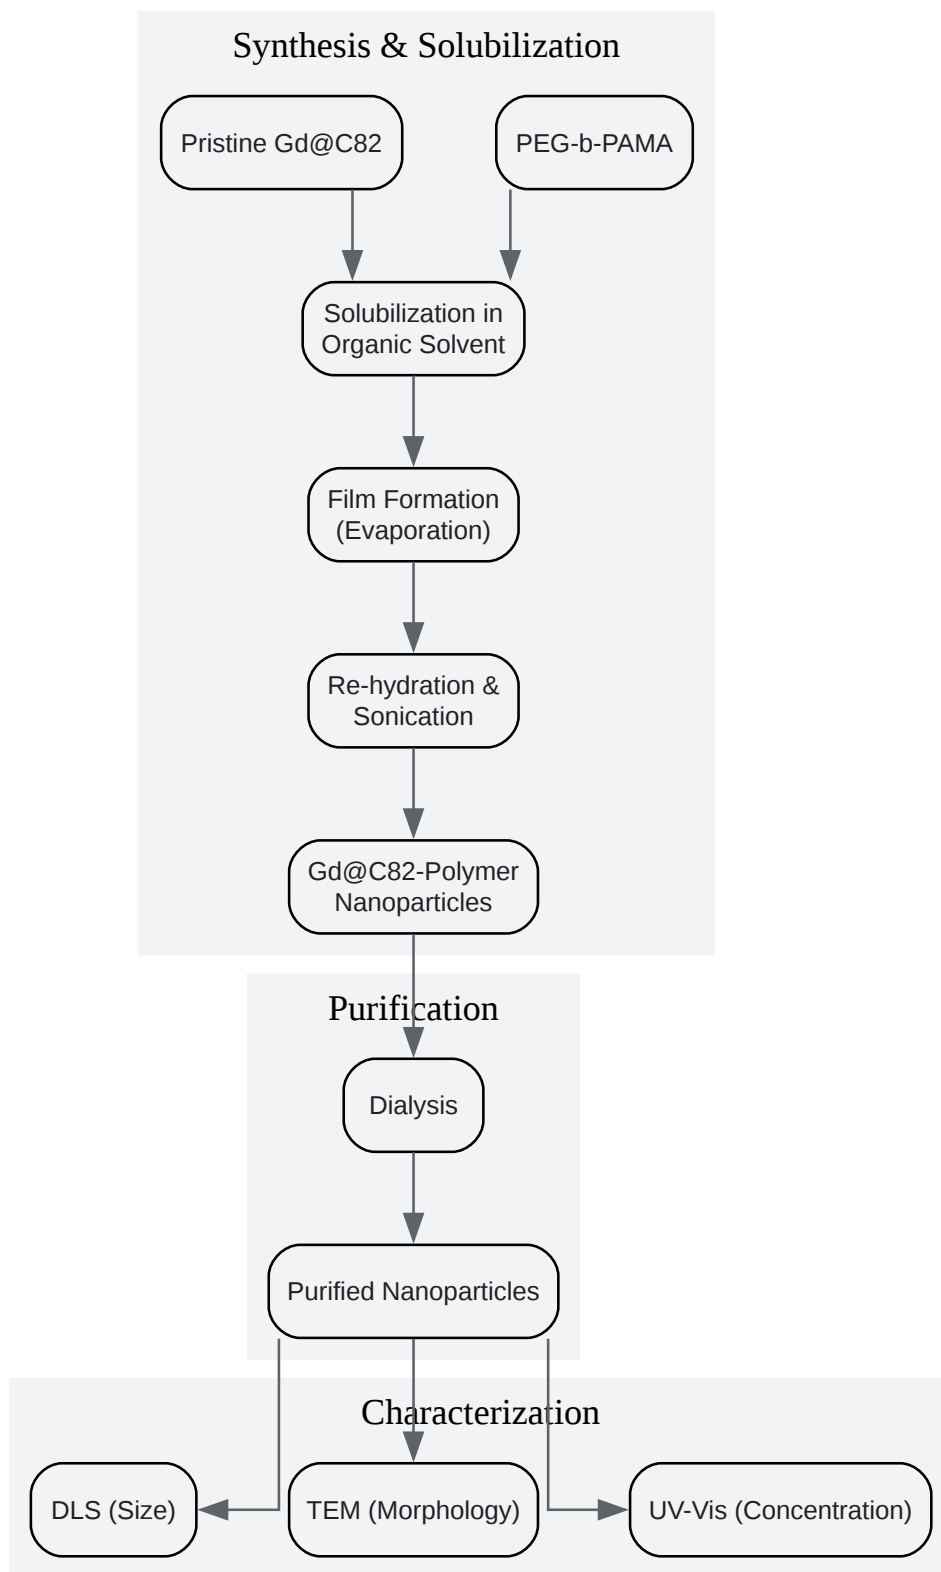 Synthesis & Solubilization
Pristine Gd@C82
PEG-b-PAMA
Solubilization in
Organic Solvent
Film Formation
(Evaporation)
Re-hydration &
Sonication
Gd@C82-Polymer
Nanoparticles
Purification
Dialysis
Purified Nanoparticles
Characterization
DLS (Size)
TEM (Morphology)
UV-Vis (Concentration)